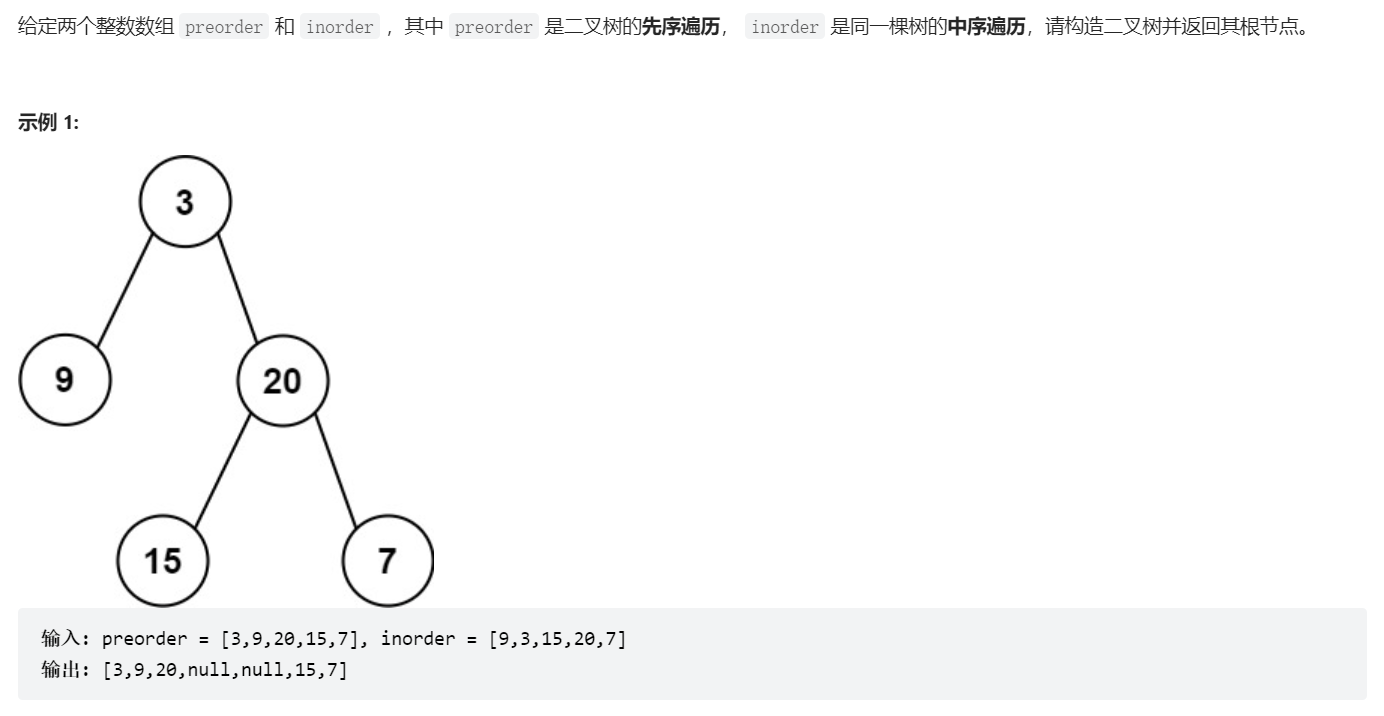 给定两个整数数组 preorder 和 inorder ，其中 preorder 是二叉树的先序遍历， inorder 是同一棵树的中序遍历，请构造二叉树并返回其根节点。
示例 1:
3
9
20
15
7
输入: preorder = [3,9,20,15,7], inorder = [9,3,15,20,7]
输出: [3,9,20,null,null,15,7]